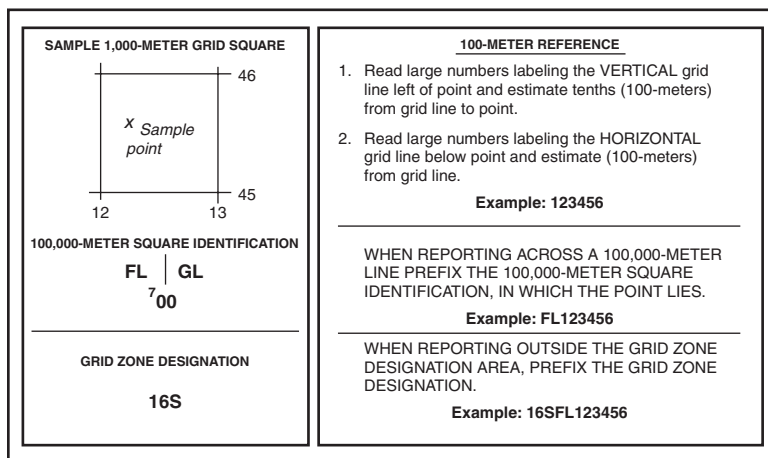 SAMPLE 1,000-METER GRID SQUARE
46
x Sample
point
45
12 13
100,000-METER SQUARE IDENTIFICATION
FL GL
700
GRID ZONE DESIGNATION
16S
100-METER REFERENCE
1. Read large numbers labeling the VERTICAL grid
line left of point and estimate tenths (100-meters)
from grid line to point.
2. Read large numbers labeling the HORIZONTAL
grid line below point and estimate (100-meters)
from grid line.
Example: 123456
WHEN REPORTING ACROSS A 100,000-METER
LINE PREFIX THE 100,000-METER SQUARE
IDENTIFICATION, IN WHICH THE POINT LIES.
Example: FL123456
WHEN REPORTING OUTSIDE THE GRID ZONE
DESIGNATION AREA, PREFIX THE GRID ZONE
DESIGNATION.
Example: 16SFL123456